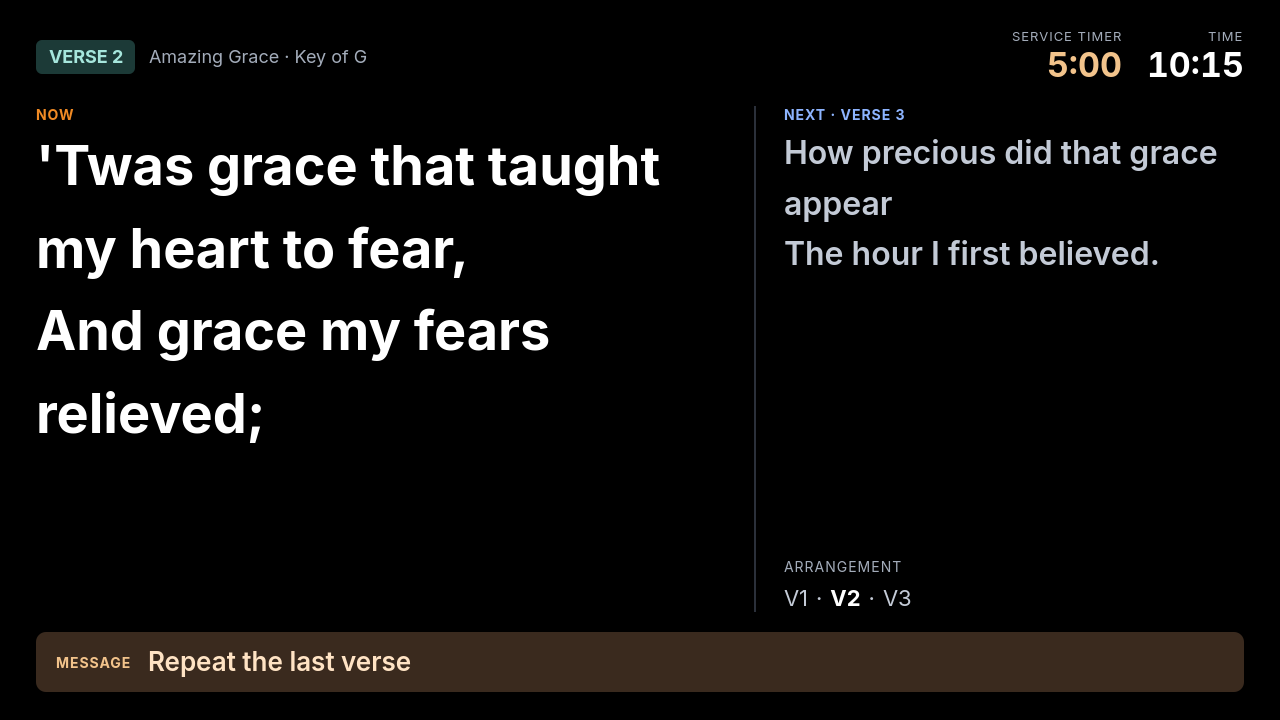 VERSE 2
Amazing Grace · Key of G
SERVICE TIMER
5:00
TIME
10:15
NOW
'Twas grace that taught
my heart to fear,
And grace my fears
relieved;
NEXT · VERSE 3
How precious did that grace
appear
The hour I first believed.
ARRANGEMENT
V1 · V2 · V3
MESSAGE Repeat the last verse